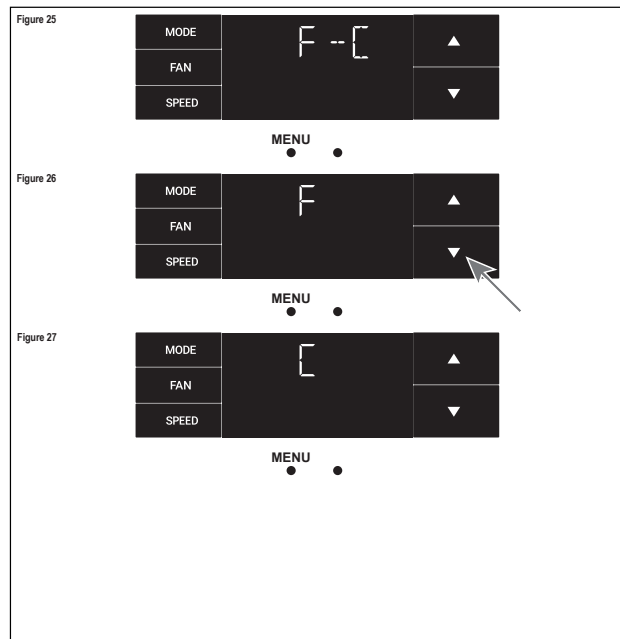 Figure 25
MODE
F--C
FAN
SPEED
MENU
Figure 26
MODE
F
FAN
SPEED
MENU
Figure 27
MODE
C
FAN
SPEED
MENU